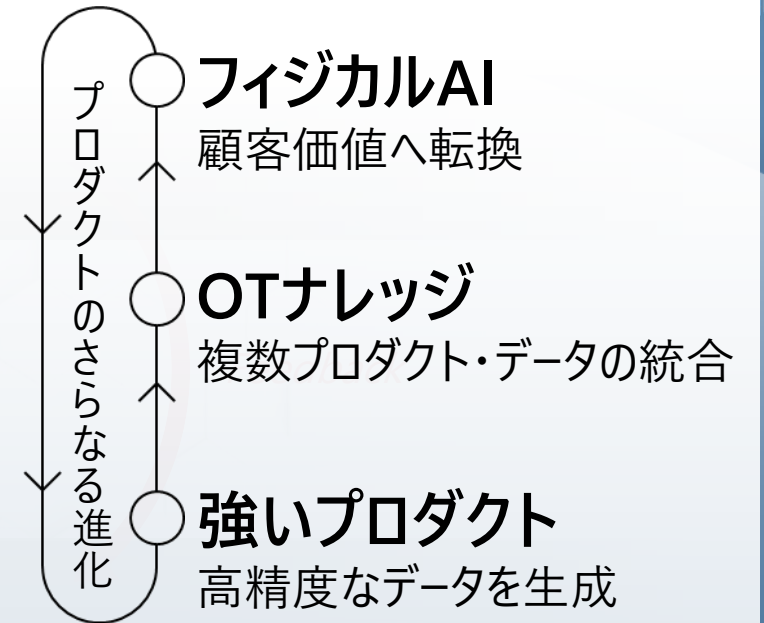 プロダクトのさらなる進化
フィジカルAI
顧客価値へ転換
OTナレッジ
複数プロダクト・データの統合
強いプロダクト
高精度なデータを生成